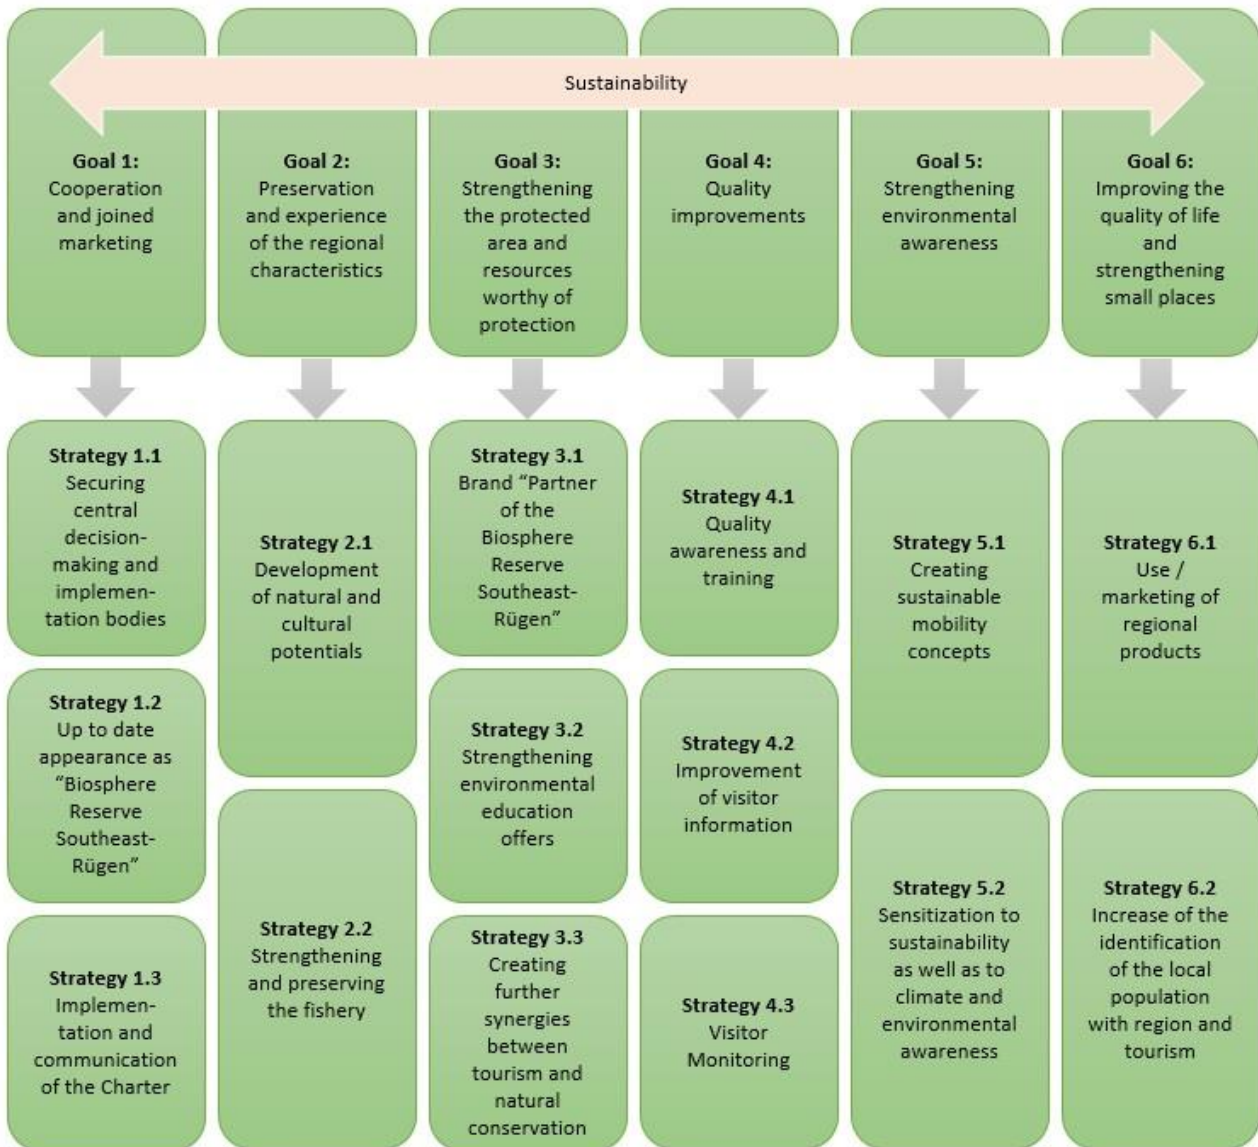 Sustainability
Goal 1:
Cooperation
and joined
marketing
Goal 2:
Preservation
and experience
of the regional
characteristics
Goal 3:
Strengthening
the protected
area and
resources
worthy of
protection
Goal 4:
Quality
improvements
Goal 5:
Strengthening
environmental
awareness
Goal 6:
Improving the
quality of life
and
strengthening
small places
Strategy 1.1
Securing
central
decision-
making and
implemen-
tation bodies
Strategy 1.2
Up to date
appearance as
“Biosphere
Reserve
Southeast-
Rügen”
Strategy 1.3
Implemen-
tation and
communication
of the Charter
Strategy 2.1
Development
of natural and
cultural
potentials
Strategy 2.2
Strengthening
and preserving
the fishery
Strategy 3.1
Brand “Partner
of the
Biosphere
Reserve
Southeast-
Rügen”
Strategy 3.2
Strengthening
environmental
education
offers
Strategy 3.3
Creating
further
synergies
between
tourism and
natural
conservation
Strategy 4.1
Quality
awareness and
training
Strategy 4.2
Improvement
of visitor
information
Strategy 4.3
Visitor
Monitoring
Strategy 5.1
Creating
sustainable
mobility
concepts
Strategy 5.2
Sensitization to
sustainability
as well as to
climate and
environmental
awareness
Strategy 6.1
Use /
marketing of
regional
products
Strategy 6.2
Increase of the
identification
of the local
population
with region and
tourism